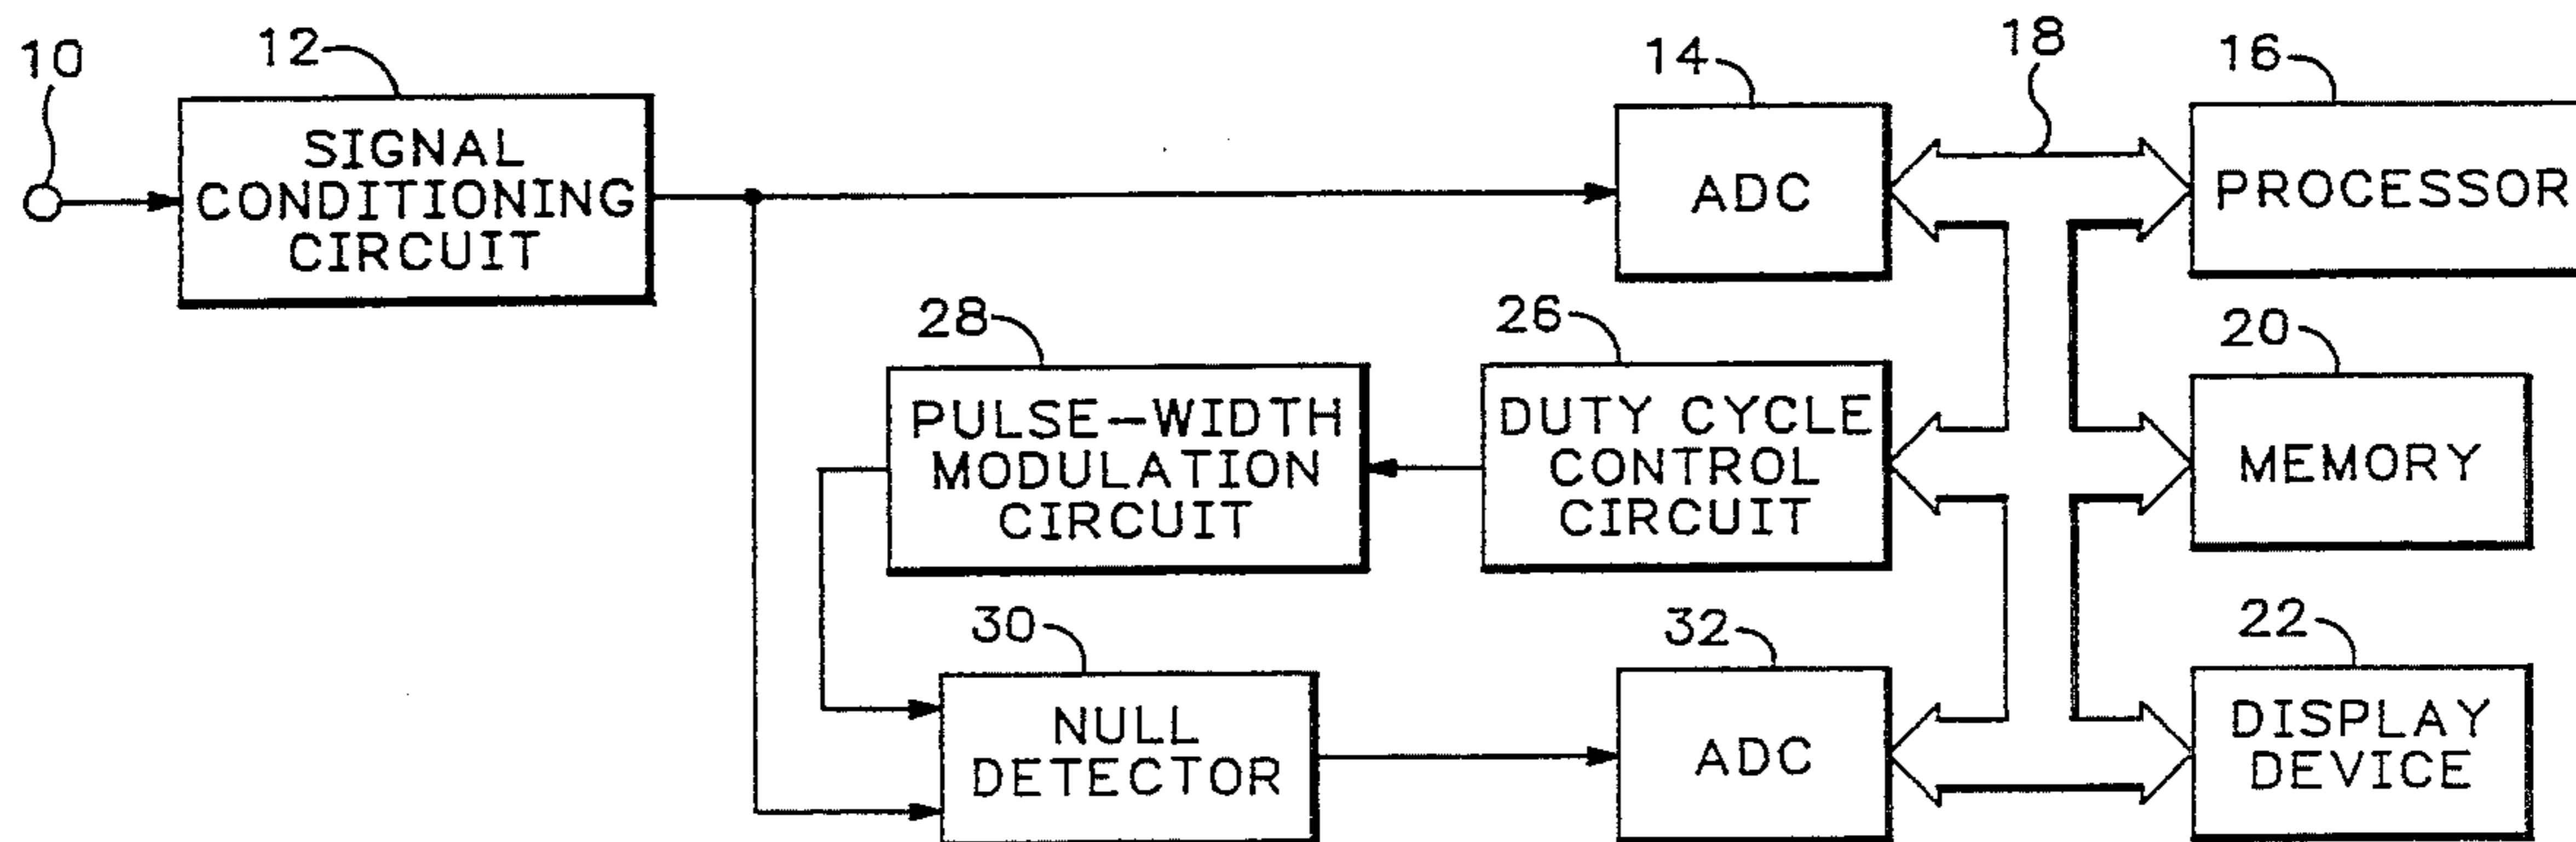 10
12
SIGNAL
CONDITIONING
CIRCUIT
14
ADC
18
16
PROCESSOR
28
PULSE-WIDTH
MODULATION
CIRCUIT
26
DUTY CYCLE
CONTROL
CIRCUIT
20
MEMORY
30
NULL
DETECTOR
32
ADC
22
DISPLAY
DEVICE